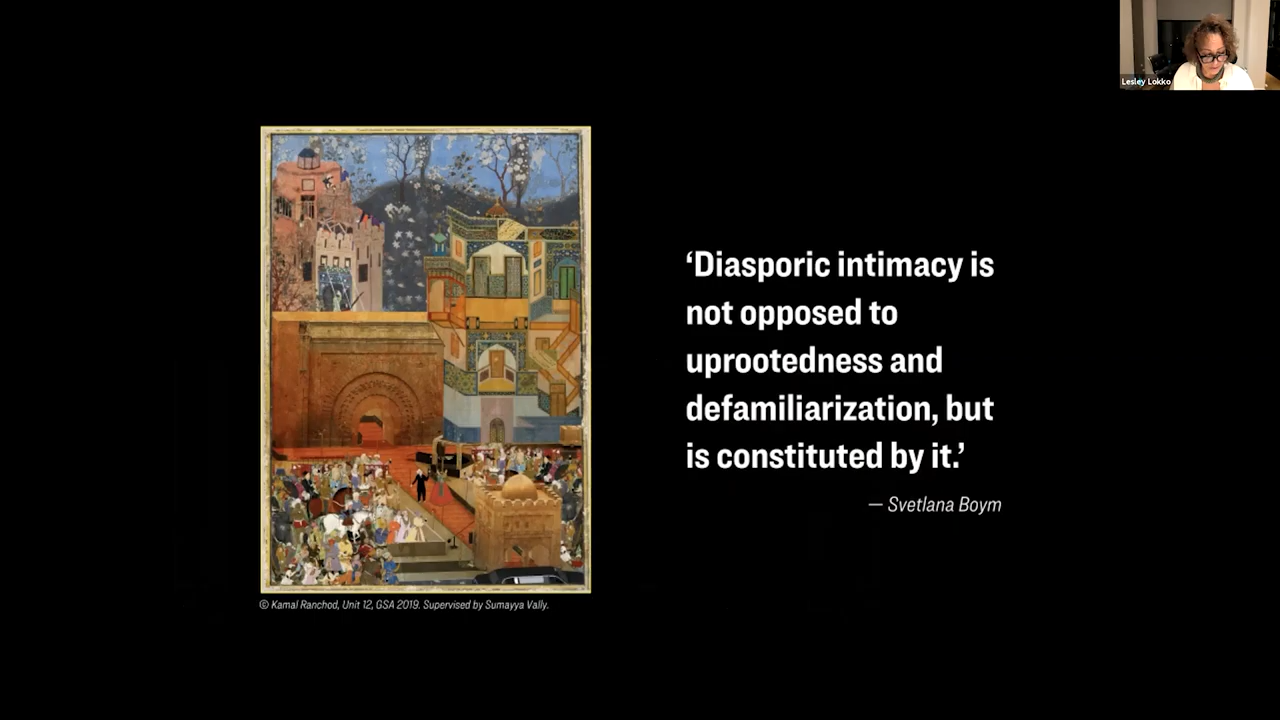 Lesley Lokko
‘Diasporic intimacy is
not opposed to
uprootedness and
defamiliarization, but
is constituted by it.’
— Svetlana Boym
© Kamal Ranchod, Unit 12, GSA 2019. Supervised by Sumayya Vally.